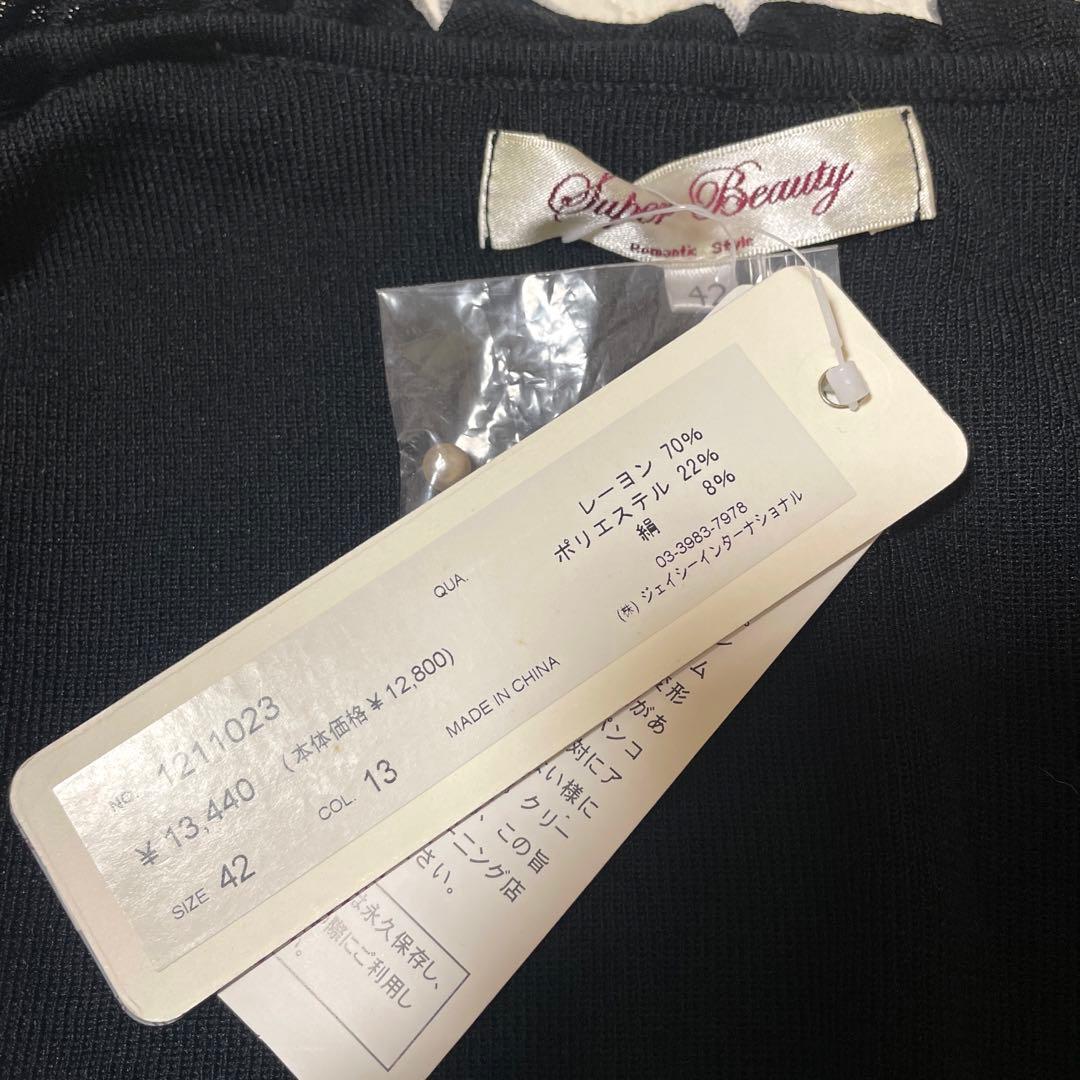 Super Beauty
Romantic Style
42
レーヨン 70%
ポリエステル 22%
絹 8%
03-3983-7978
(株) ジェイシーインターナショナル
QUA.
MADE IN CHINA
NO. 1211023
¥13,440 (本体価格¥12,800)
COL. 13
SIZE 42
ム
形
があ
パンコ
対にア
い様に
クリー
、この旨
ーニング店
さい。
永久保存し、
際にご利用し